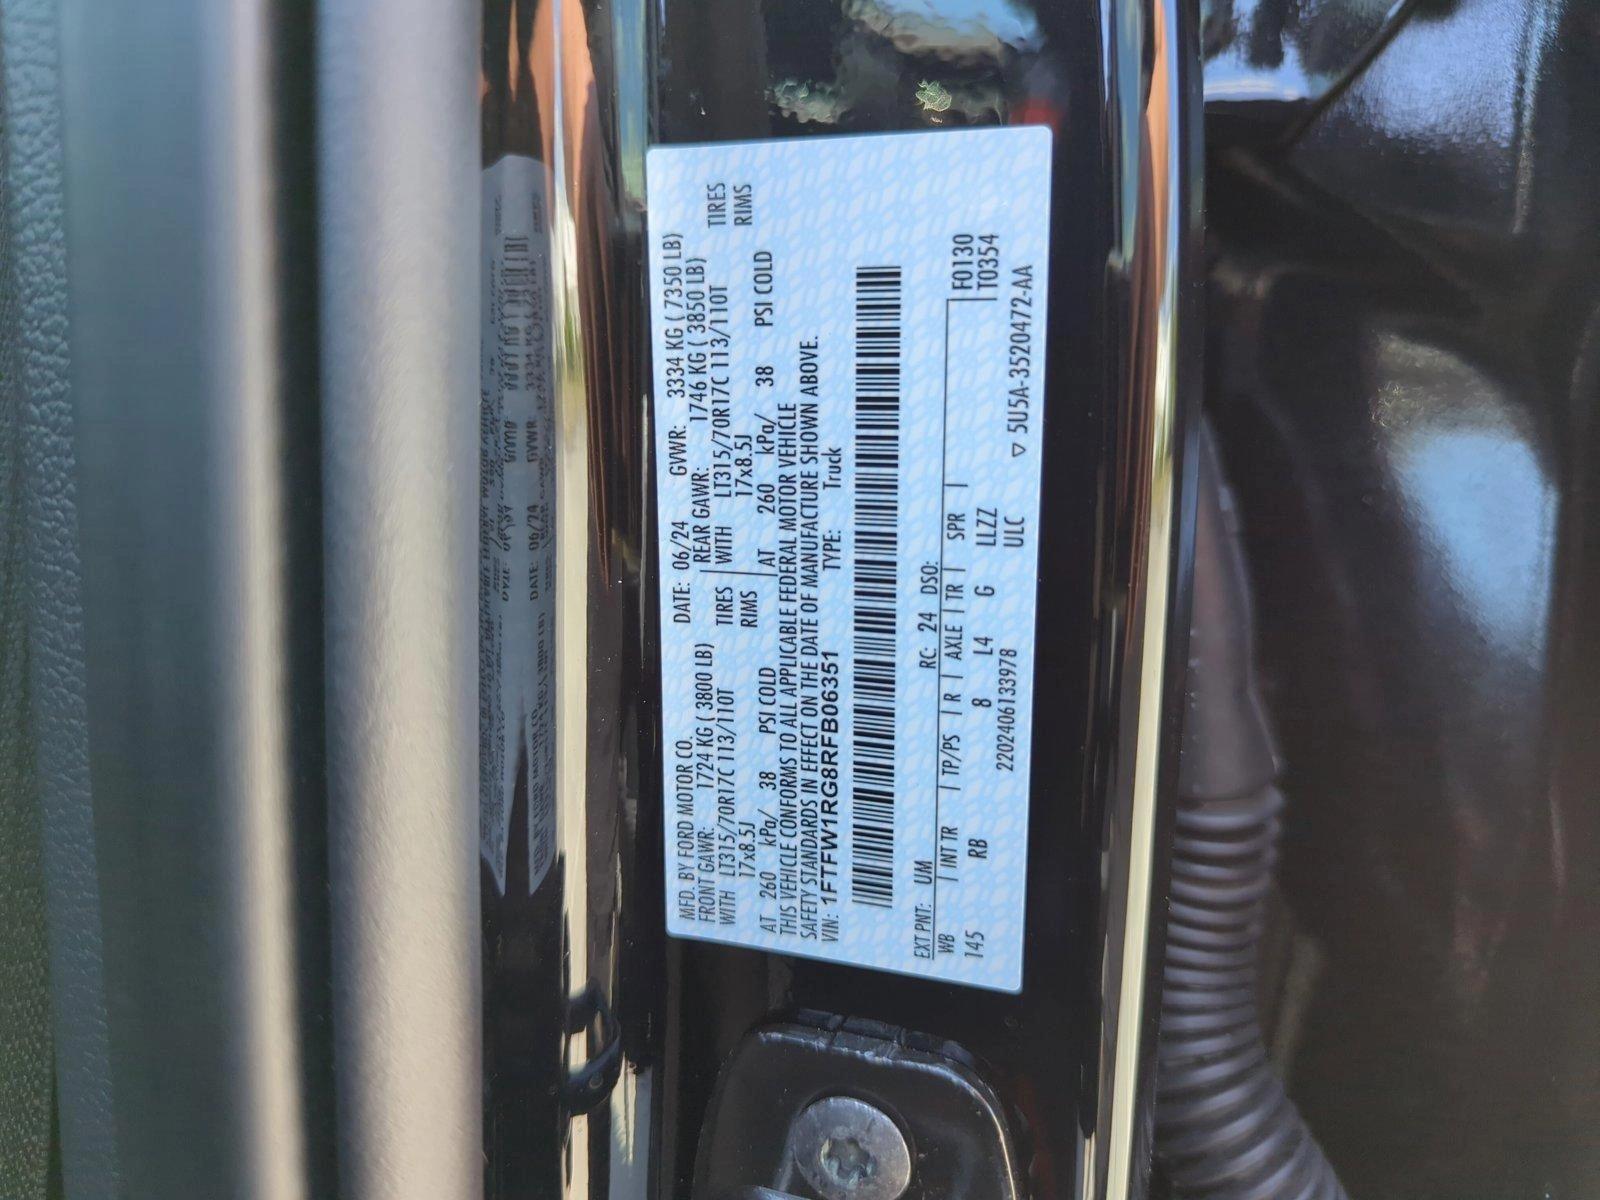 MFD. BY FORD MOTOR CO. DATE: 06/24 GVWR: 3334 KG ( 7350 LB)
FRONT GAWR: 1724 KG ( 3800 LB) REAR GAWR: 1746 KG ( 3850 LB)
WITH LT315/70R17C 113/110T TIRES WITH LT315/70R17C 113/110T TIRES
17x8.5J RIMS 17x8.5J RIMS
AT 260 kPa/ 38 PSI COLD AT 260 kPa/ 38 PSI COLD
THIS VEHICLE CONFORMS TO ALL APPLICABLE FEDERAL MOTOR VEHICLE
SAFETY STANDARDS IN EFFECT ON THE DATE OF MANUFACTURE SHOWN ABOVE.
VIN: 1FTFW1RG8RFB06351 TYPE: Truck
EXT PNT: UM RC: 24 DSO: F0130
WB INT TR TP/PS R AXLE TR SPR T0354
145 RB 8 L4 G LLZZ
220240613397​8 ULC ▽ 5U5A-3520472-AA